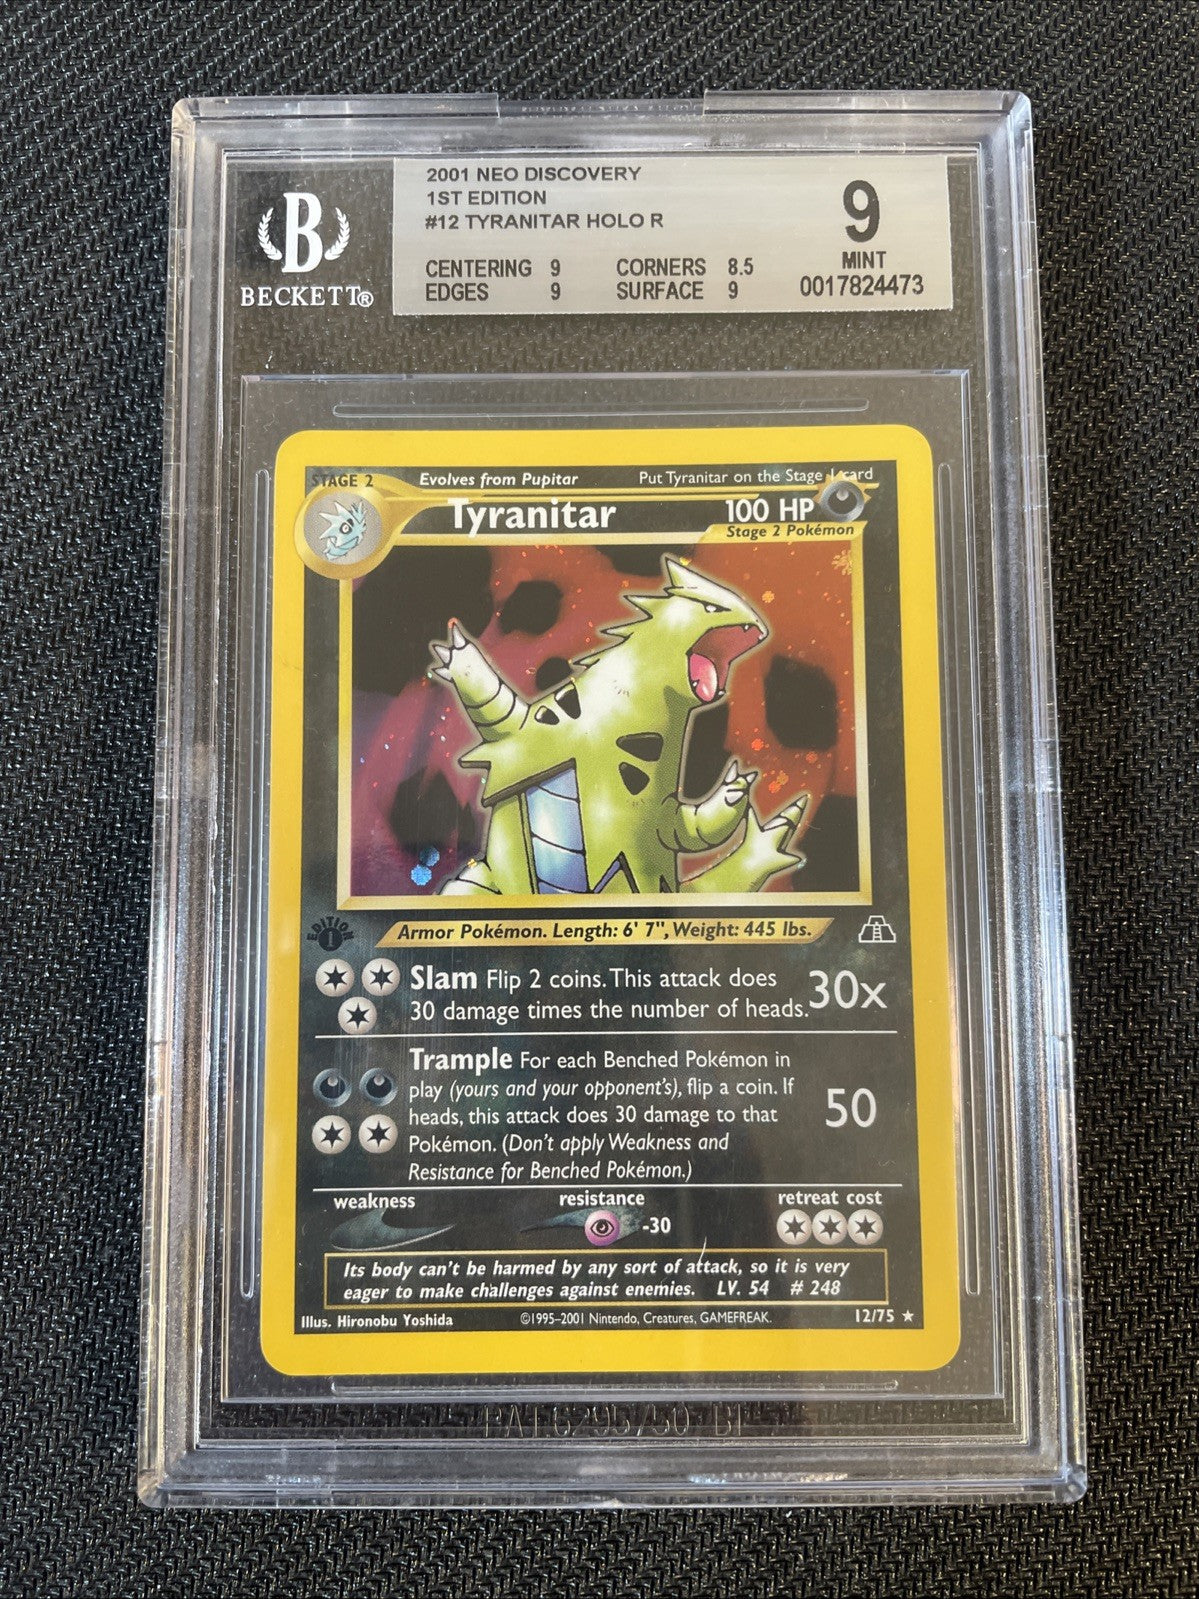 2001 NEO DISCOVERY
1ST EDITION
#12 TYRANITAR HOLO R
CENTERING 9 CORNERS 8.5
EDGES 9 SURFACE 9
9
MINT
0017824473
B
BECKETT®
STAGE 2 Evolves from Pupitar Put Tyranitar on the Stage 1 card
Tyranitar 100 HP
Stage 2 Pokémon
EDITION
1
Armor Pokémon. Length: 6' 7", Weight: 445 lbs.
Slam Flip 2 coins. This attack does
30 damage times the number of heads. 30x
Trample For each Benched Pokémon in
play (yours and your opponent's), flip a coin. If
heads, this attack does 30 damage to that
Pokémon. (Don't apply Weakness and
Resistance for Benched Pokémon.)
50
weakness resistance retreat cost
-30
Its body can't be harmed by any sort of attack, so it is very
eager to make challenges against enemies. LV. 54 # 248
Illus. Hironobu Yoshida ©1995–2001 Nintendo, Creatures, GAMEFREAK. 12/75 ★